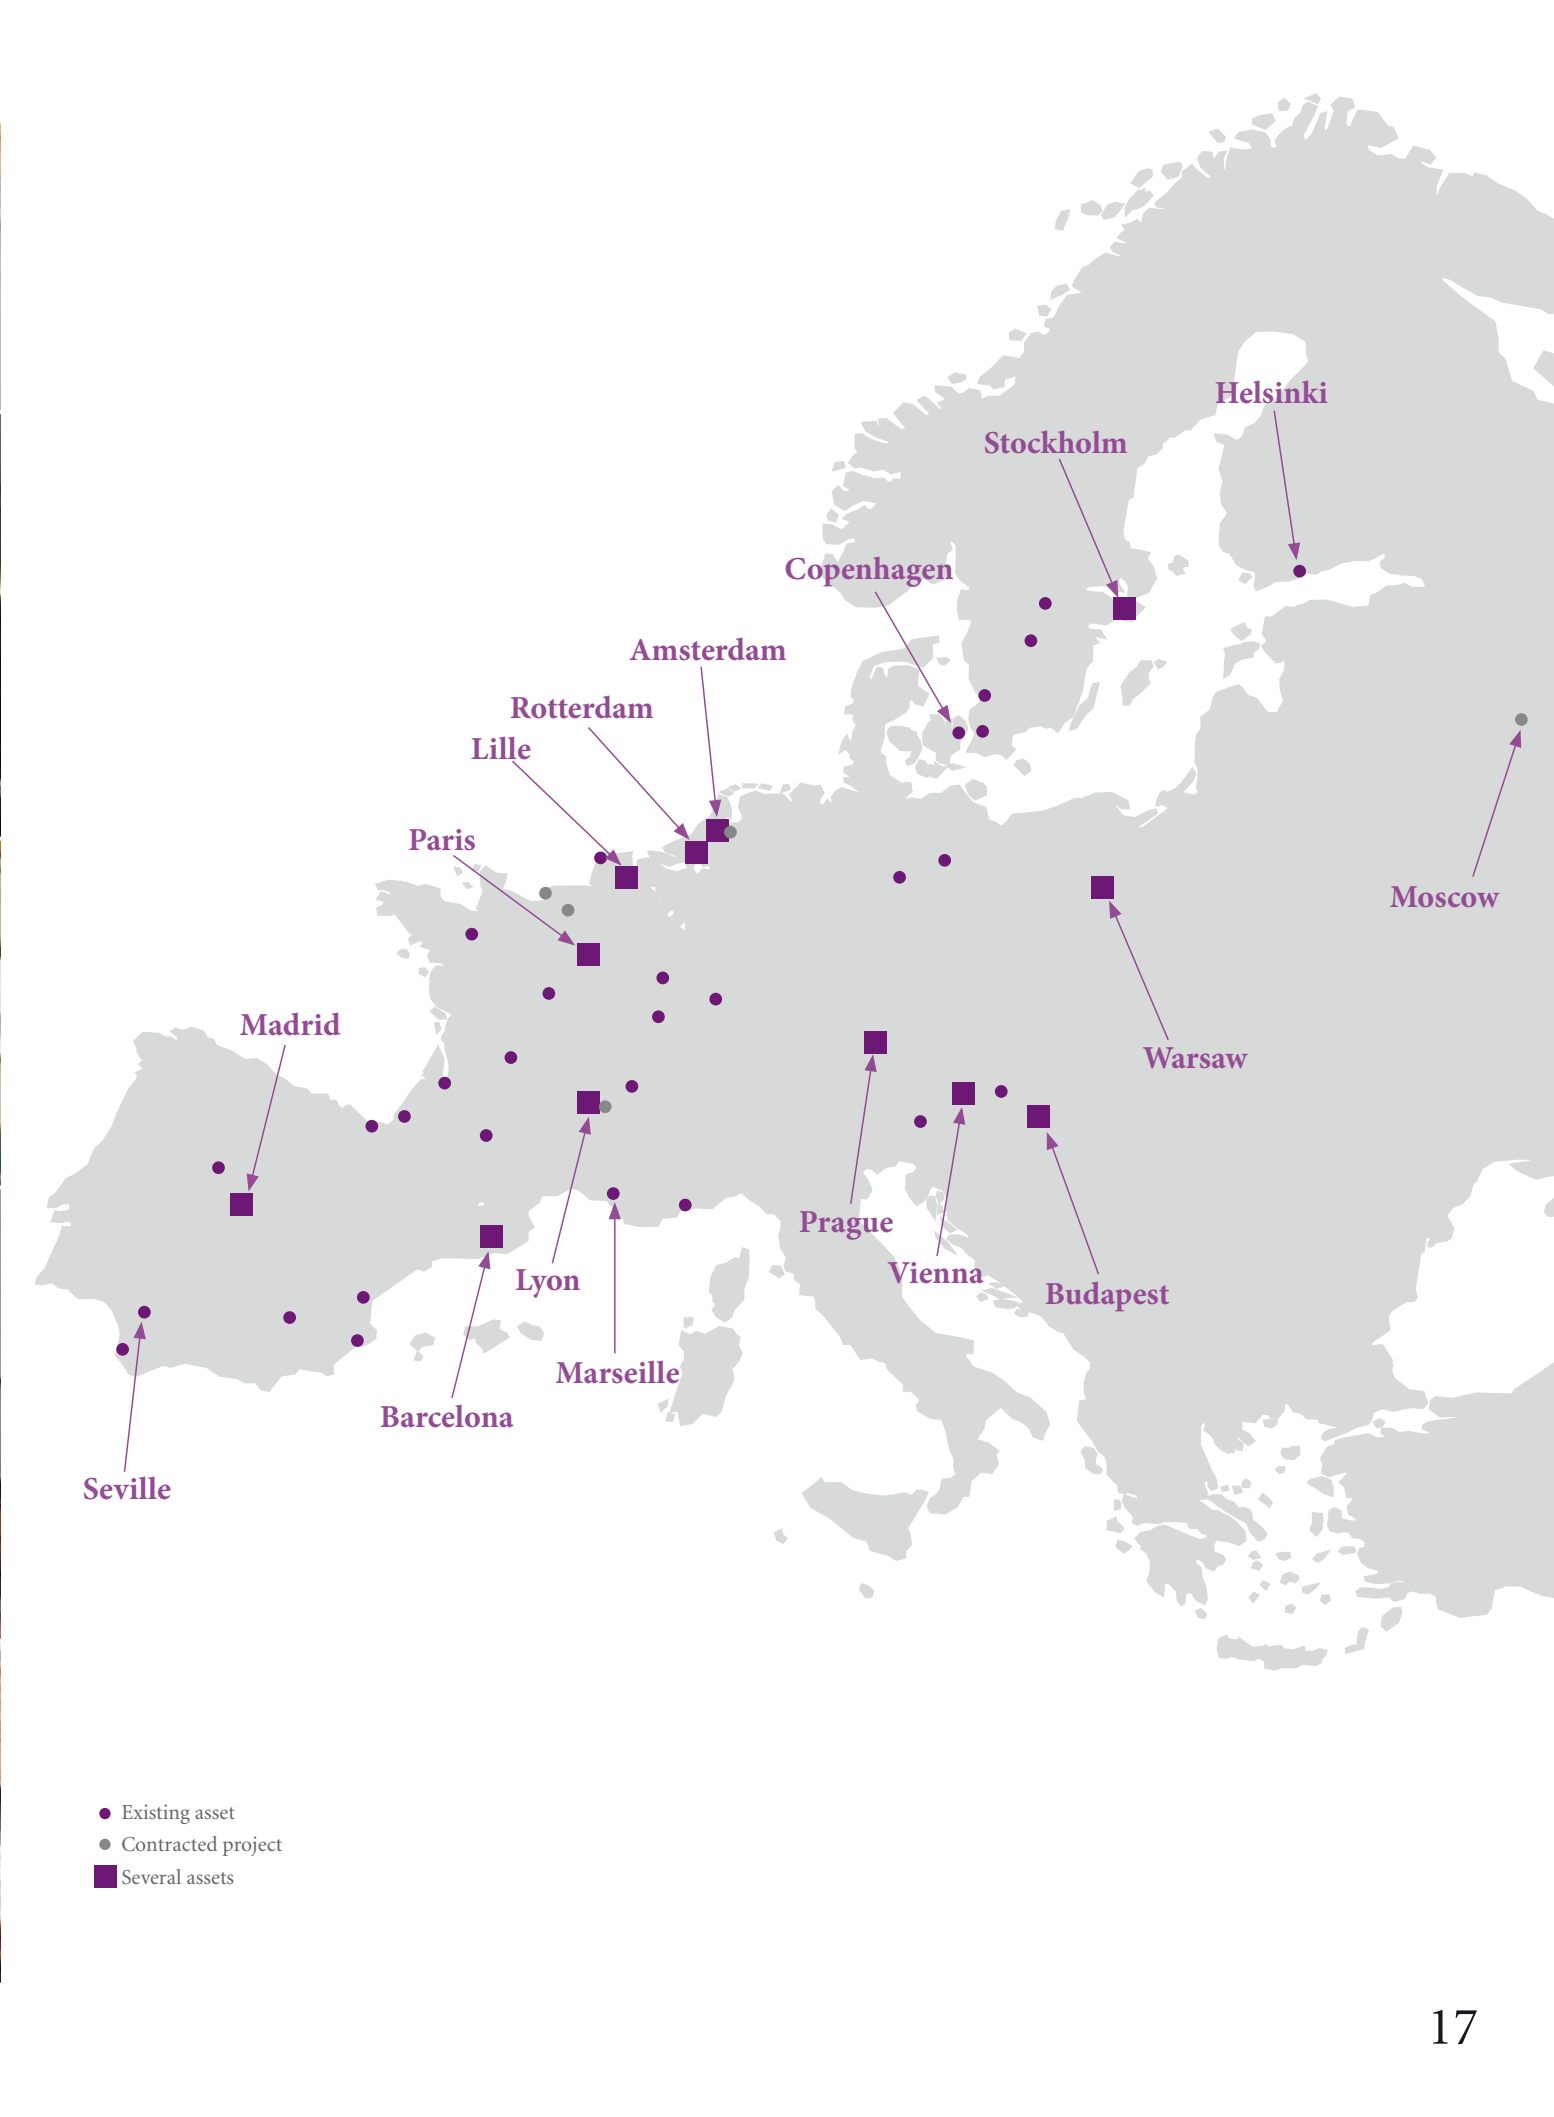 Helsinki
Stockholm
Copenhagen
Amsterdam
Rotterdam
Lille
Paris
Moscow
Madrid
Warsaw
Prague
Vienna
Lyon
Budapest
Marseille
Barcelona
Seville
Existing asset
Contracted project
Several assets
17